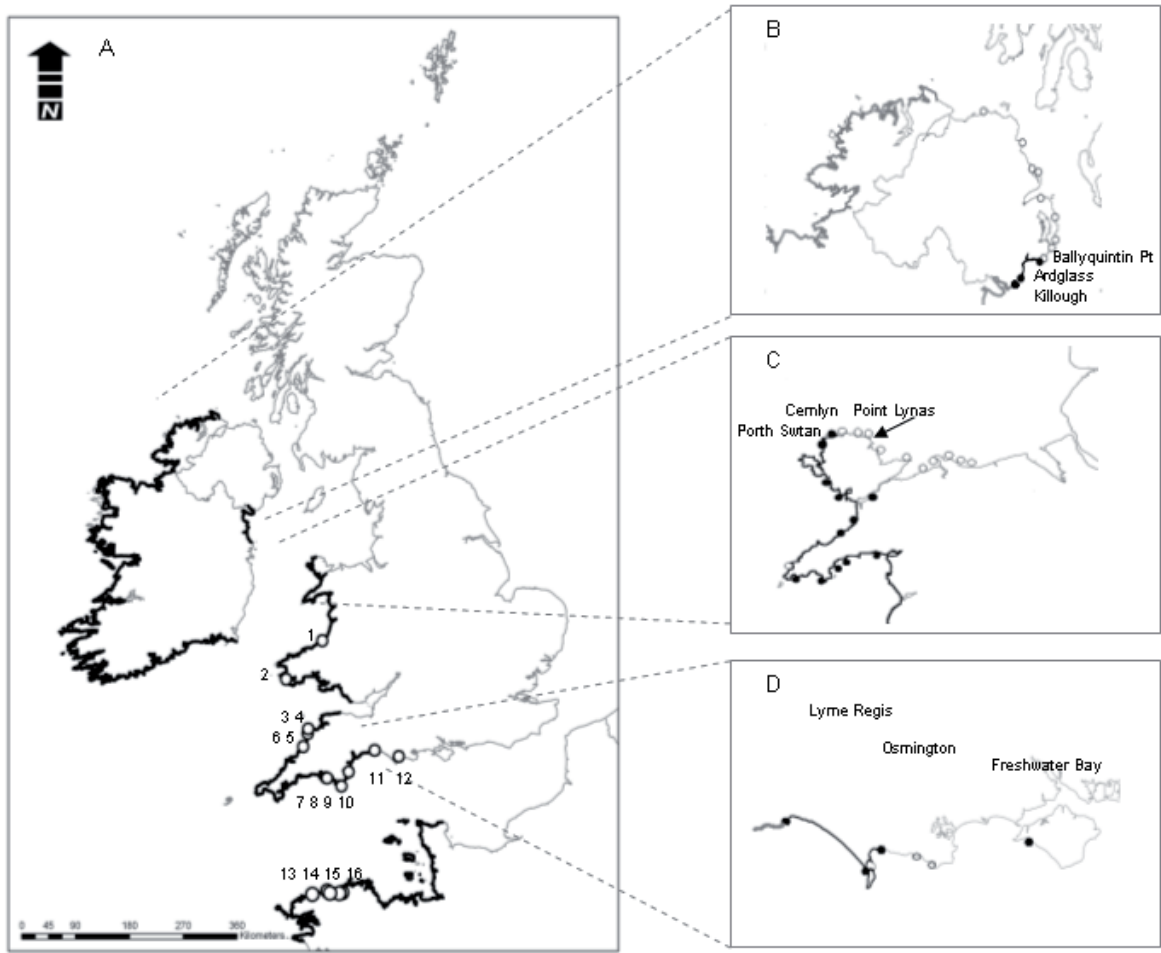 A
N
1
2
3 4
6 5
11 12
7 8 9 10
13 14 15 16
0 45 90 180 270 360
Kilometers
B
Ballyquintin Pt
Ardglass
Killough
C
Cemlyn Point Lynas
Porth Swtan
D
Lyme Regis
Osmington
Freshwater Bay